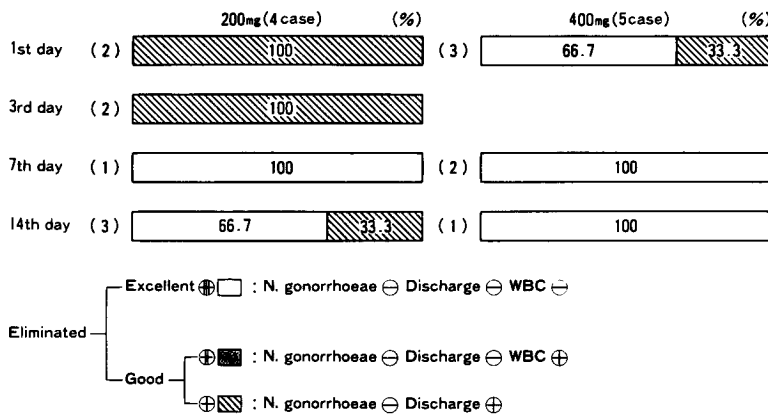 200mg(4 case) (%) 400mg(5case) (%)
1st day (2) 100 (3) 66.7 33.3
3rd day (2) 100
7th day (1) 100 (2) 100
14th day (3) 66.7 33.3 (1) 100
Excellent ⊕ : N. gonorrhoeae ⊖ Discharge ⊖ WBC ⊖
Eliminated
⊕ : N. gonorrhoeae ⊖ Discharge ⊖ WBC ⊕
Good
⊕ : N. gonorrhoeae ⊖ Discharge ⊕